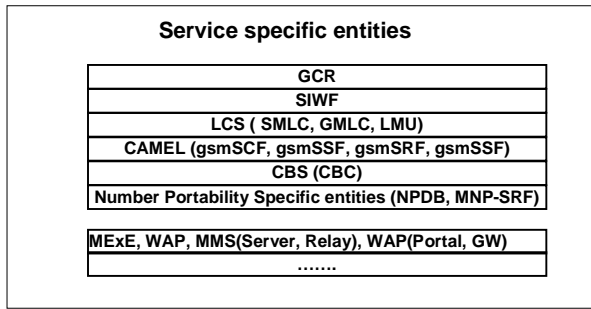 Service specific entities
GCR
SIWF
LCS ( SMLC, GMLC, LMU)
CAMEL (gsmSCF, gsmSSF, gsmSRF, gsmSSF)
CBS (CBC)
Number Portability Specific entities (NPDB, MNP-SRF)
MExE, WAP, MMS(Server, Relay), WAP(Portal, GW)
.......